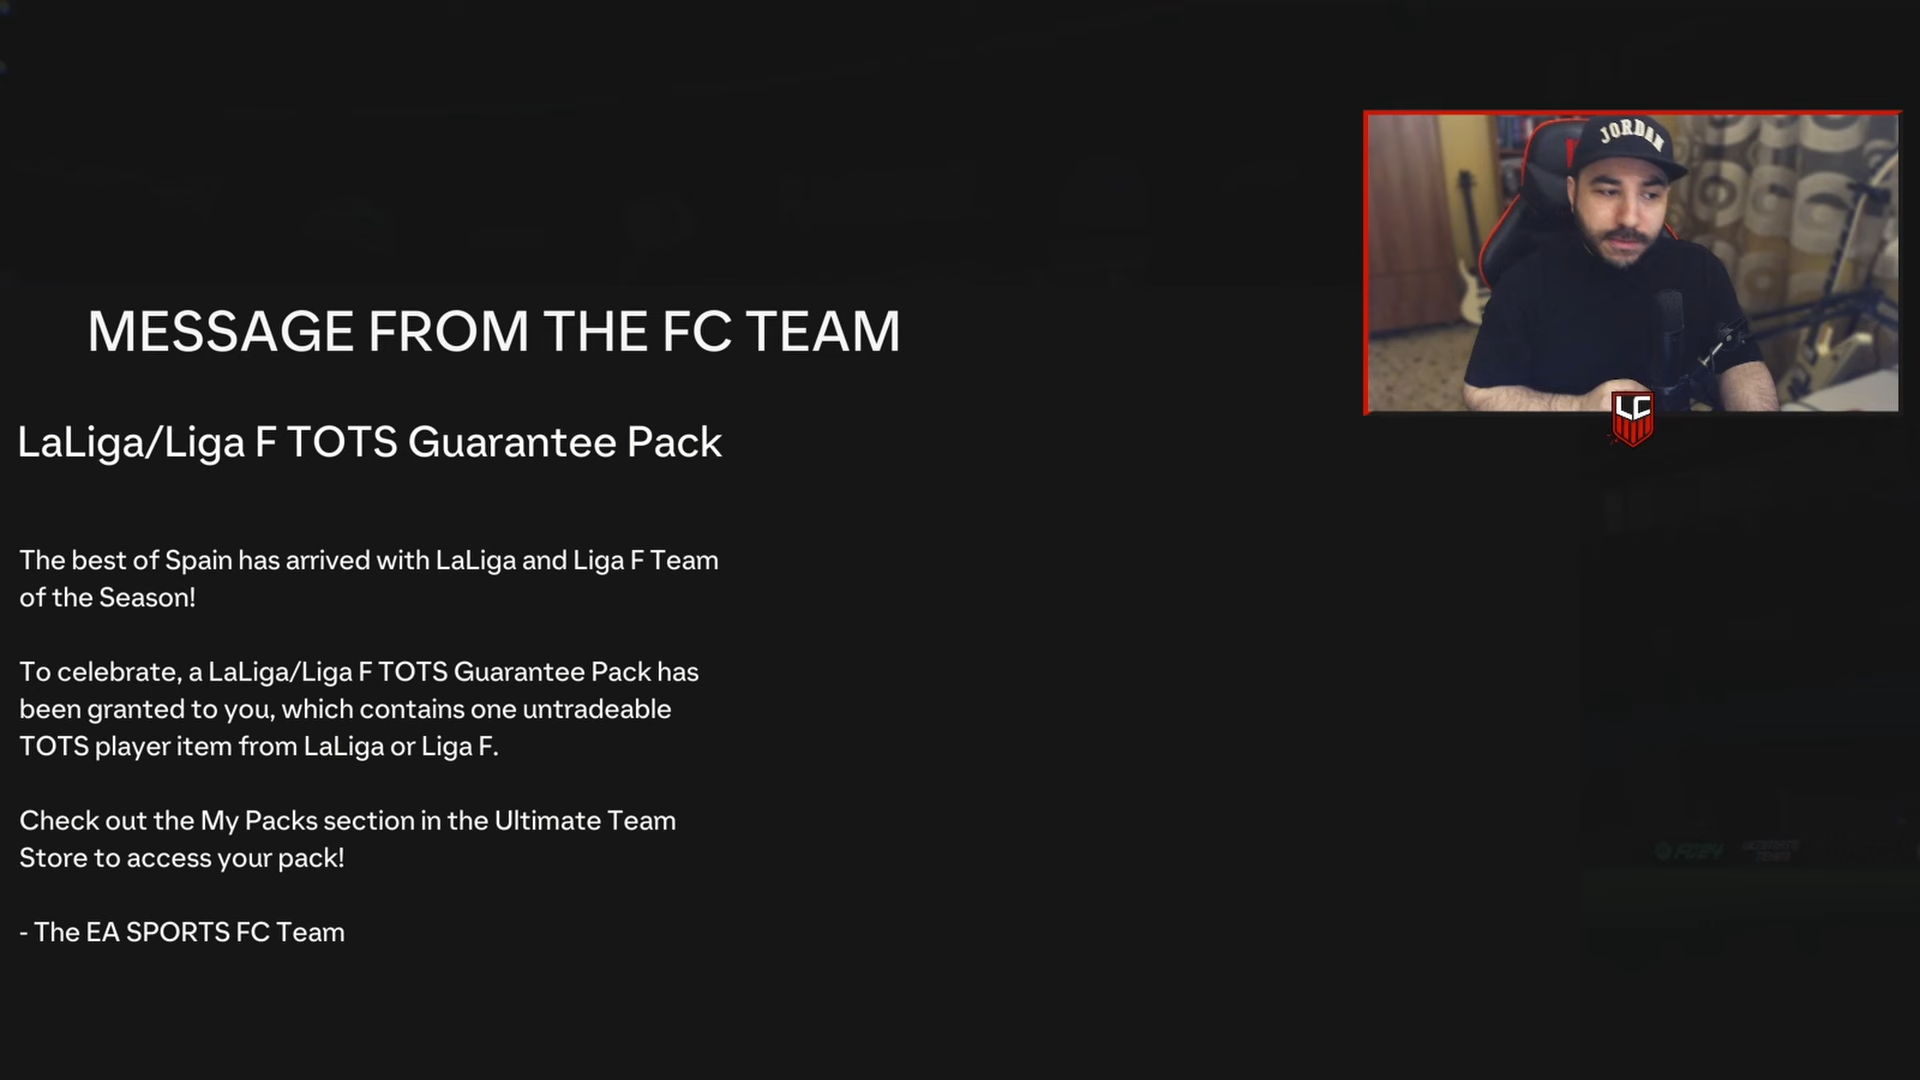 JORDAN
MESSAGE FROM THE FC TEAM
LaLiga/Liga F TOTS Guarantee Pack
LC
The best of Spain has arrived with LaLiga and Liga F Team
of the Season!
To celebrate, a LaLiga/Liga F TOTS Guarantee Pack has
been granted to you, which contains one untradeable
TOTS player item from LaLiga or Liga F.
Check out the My Packs section in the Ultimate Team
Store to access your pack!
FC24
ULTIMATE
TEAM
- The EA SPORTS FC Team